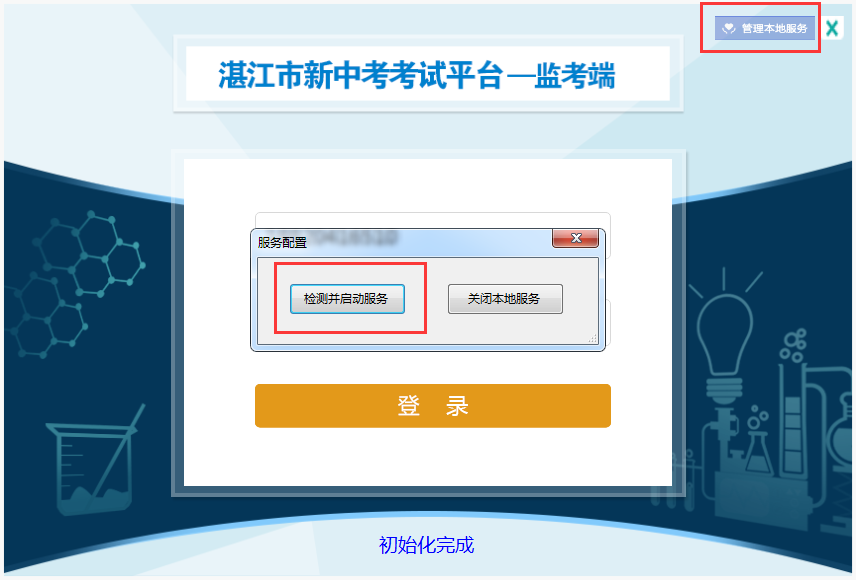 管理本地服务
X
湛江市新中考考试平台—监考端
服务配置
检测并启动服务
关闭本地服务
登 录
初始化完成